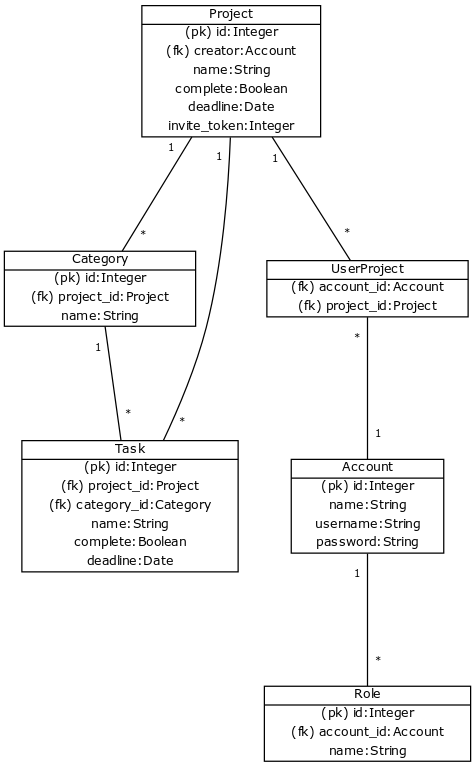 Project
(pk) id:Integer
(fk) creator:Account
name:String
complete:Boolean
deadline:Date
invite_token:Integer
1
1
1
*
*
Category
(pk) id:Integer
(fk) project_id:Project
name:String
UserProject
(fk) account_id:Account
(fk) project_id:Project
1
*
*
*
1
Task
(pk) id:Integer
(fk) project_id:Project
(fk) category_id:Category
name:String
complete:Boolean
deadline:Date
Account
(pk) id:Integer
name:String
username:String
password:String
1
*
Role
(pk) id:Integer
(fk) account_id:Account
name:String